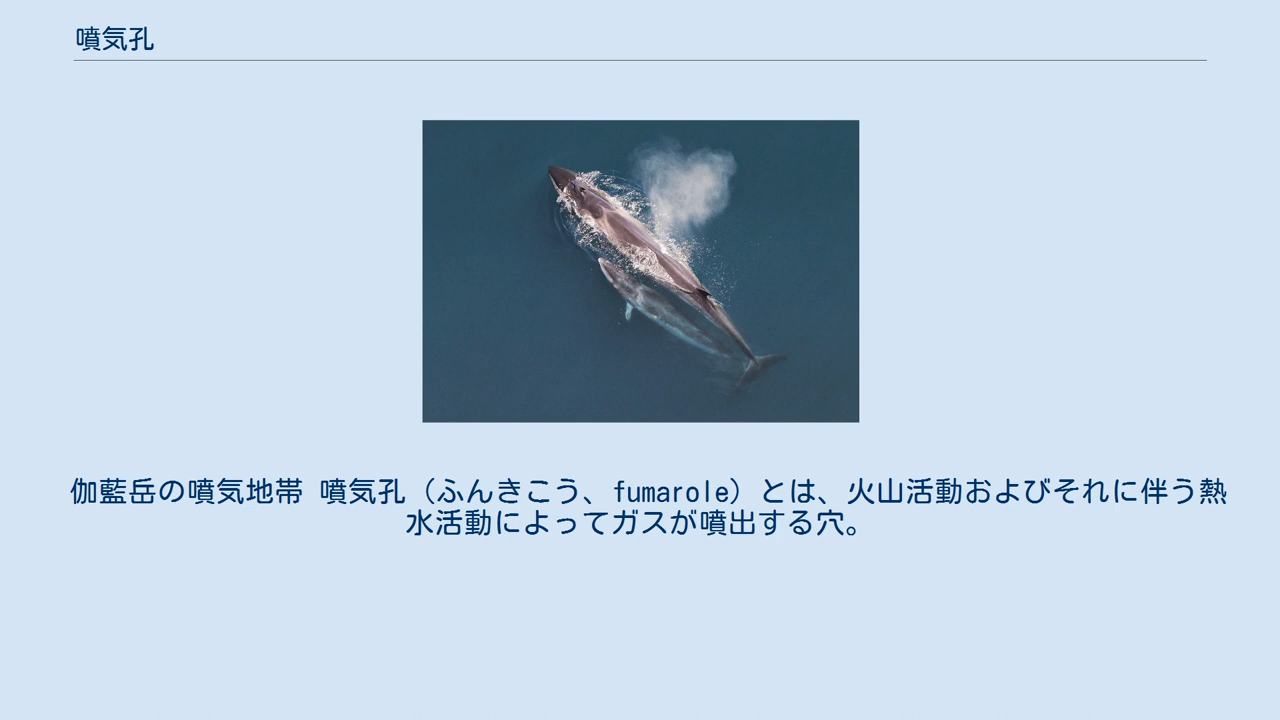 噴気孔
伽藍岳の噴気地帯 噴気孔（ふんきこう、fumarole）とは、火山活動およびそれに伴う熱
水活動によってガスが噴出する穴。